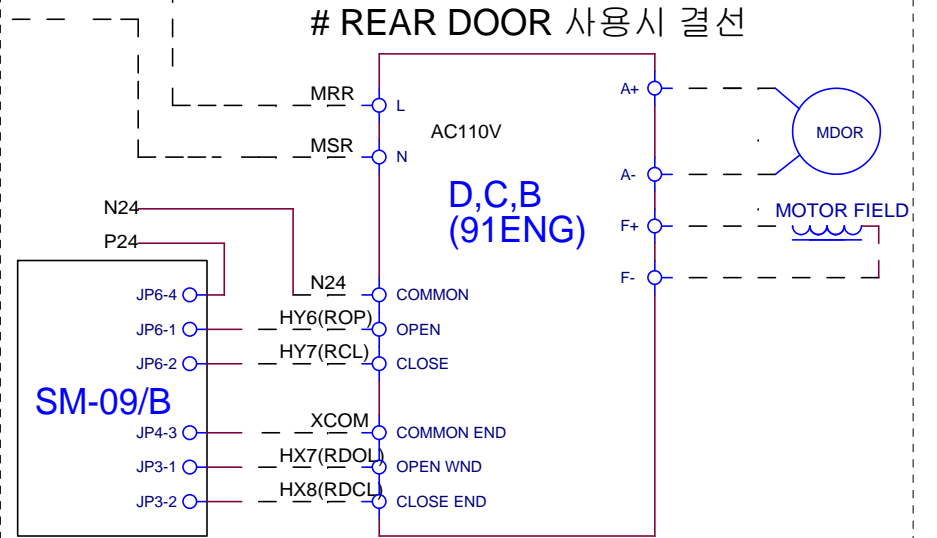 # REAR DOOR 사용시 결선
MRR
L
A+
AC110V
MDOR
MSR
N
A-
D,C,B
(91ENG)
N24
MOTOR FIELD
F+
P24
F-
N24
JP6-4
COMMON
HY6(ROP)
JP6-1
OPEN
HY7(RCL)
JP6-2
CLOSE
SM-09/B
XCOM
JP4-3
COMMON END
HX7(RDOL)
JP3-1
OPEN WND
HX8(RDCL)
JP3-2
CLOSE END